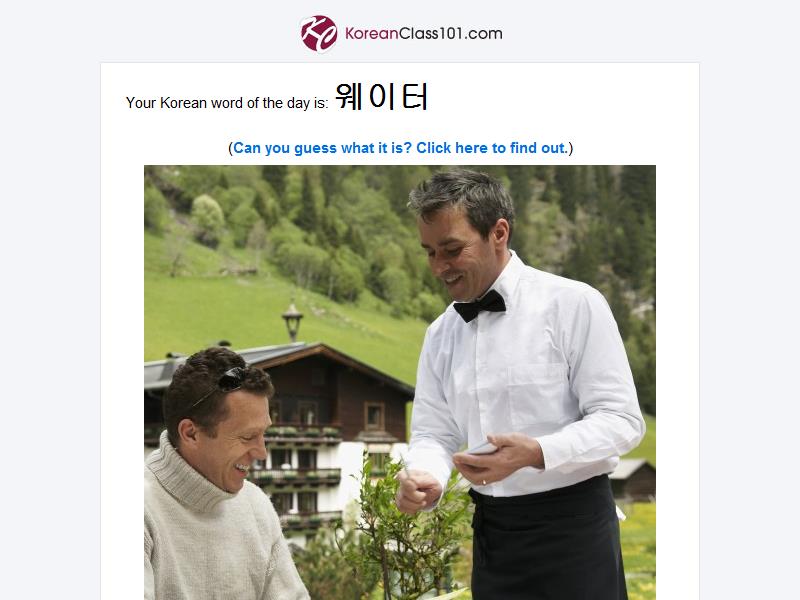 KoreanClass101.com
Your Korean word of the day is: 웨이터
(Can you guess what it is? Click here to find out.)